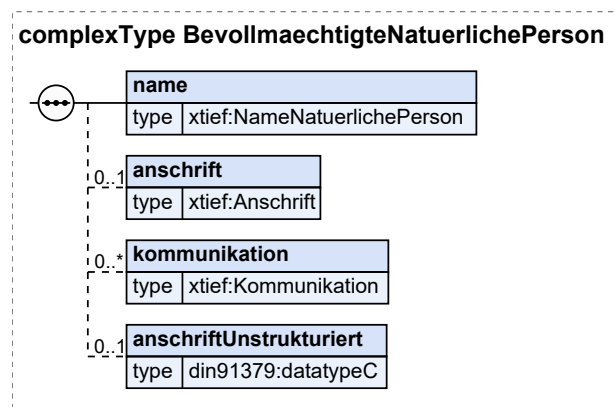 complexType BevollmaechtigteNatuerlichePerson
name
type xtief:NameNatuerlichePerson
0..1 anschrift
type xtief:Anschrift
0..* kommunikation
type xtief:Kommunikation
0..1 anschriftUnstrukturiert
type din91379:datatypeC